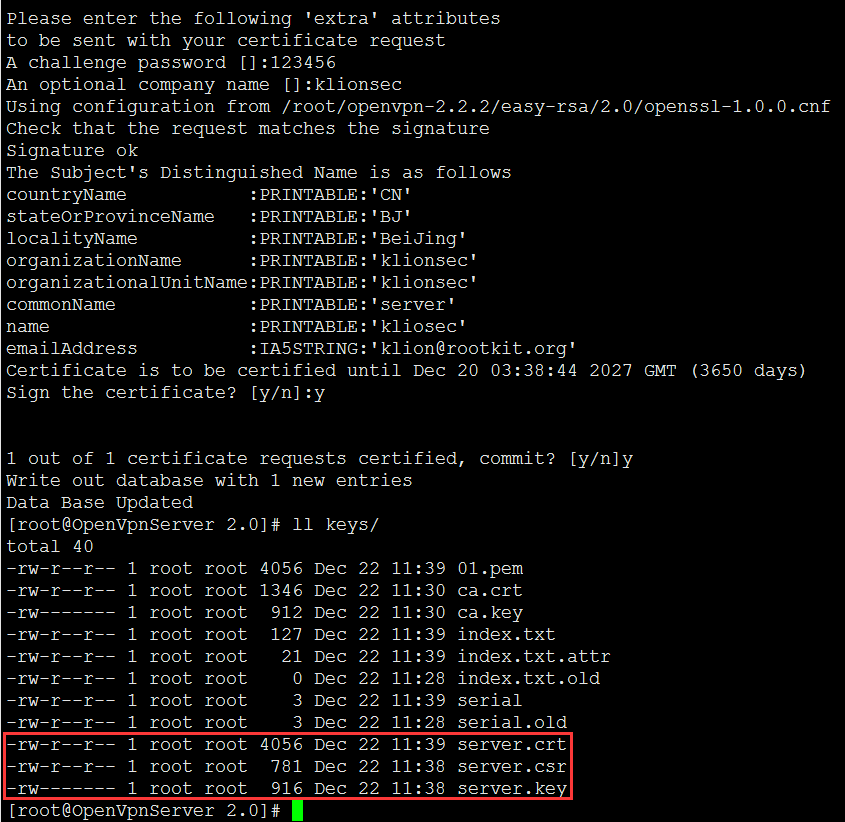 Please enter the following 'extra' attributes
to be sent with your certificate request
A challenge password []:123456
An optional company name []:klionsec
Using configuration from /root/openvpn-2.2.2/easy-rsa/2.0/openssl-1.0.0.cnf
Check that the request matches the signature
Signature ok
The Subject's Distinguished Name is as follows
countryName           :PRINTABLE:'CN'
stateOrProvinceName   :PRINTABLE:'BJ'
localityName          :PRINTABLE:'BeiJing'
organizationName      :PRINTABLE:'klionsec'
organizationalUnitName:PRINTABLE:'klionsec'
commonName            :PRINTABLE:'server'
name                  :PRINTABLE:'kliosec'
emailAddress          :IA5STRING:'klion@rootkit.org'
Certificate is to be certified until Dec 20 03:38:44 2027 GMT (3650 days)
Sign the certificate? [y/n]:y
1 out of 1 certificate requests certified, commit? [y/n]y
Write out database with 1 new entries
Data Base Updated
[root@OpenVpnServer 2.0]# ll keys/
total 40
-rw-r--r-- 1 root root 4056 Dec 22 11:39 01.pem
-rw-r--r-- 1 root root 1346 Dec 22 11:30 ca.crt
-rw------- 1 root root  912 Dec 22 11:30 ca.key
-rw-r--r-- 1 root root  127 Dec 22 11:39 index.txt
-rw-r--r-- 1 root root   21 Dec 22 11:39 index.txt.attr
-rw-r--r-- 1 root root    0 Dec 22 11:28 index.txt.old
-rw-r--r-- 1 root root    3 Dec 22 11:39 serial
-rw-r--r-- 1 root root    3 Dec 22 11:28 serial.old
-rw-r--r-- 1 root root 4056 Dec 22 11:39 server.crt
-rw-r--r-- 1 root root  781 Dec 22 11:38 server.csr
-rw------- 1 root root  916 Dec 22 11:38 server.key
[root@OpenVpnServer 2.0]#